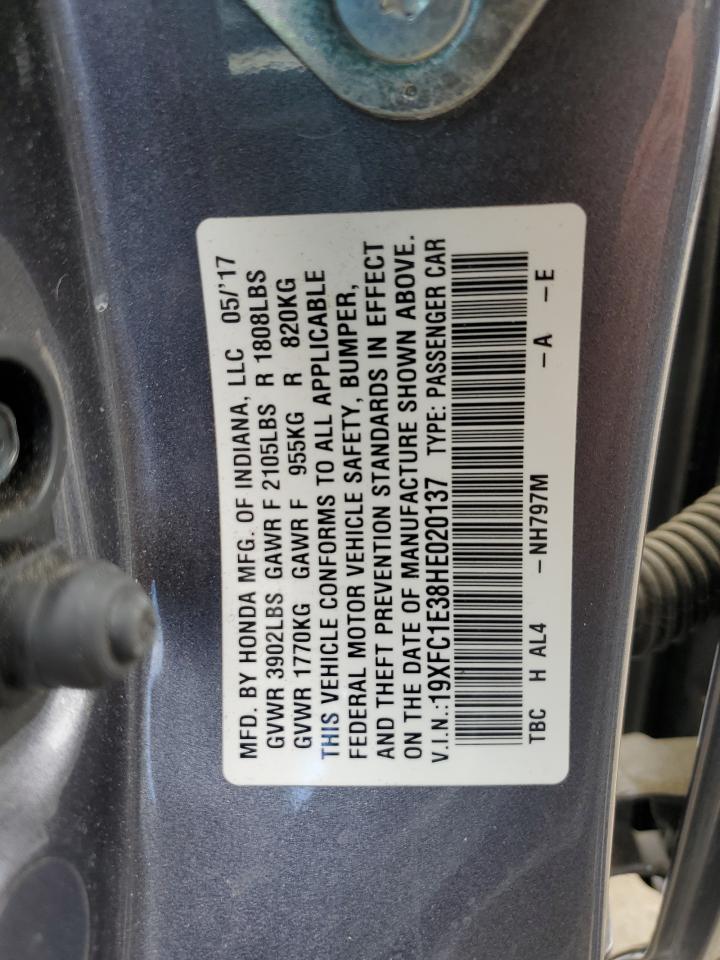 MFD. BY HONDA MFG. OF INDIANA, LLC 05/'17
GVWR 3902LBS GAWR F 2105LBS R 1808LBS
GVWR 1770KG GAWR F 955KG R 820KG
THIS VEHICLE CONFORMS TO ALL APPLICABLE
FEDERAL MOTOR VEHICLE SAFETY, BUMPER,
AND THEFT PREVENTION STANDARDS IN EFFECT
ON THE DATE OF MANUFACTURE SHOWN ABOVE.
V.I.N.:19XFC1E38HE020137 TYPE: PASSENGER CAR
TBC H AL4 -NH797M -A -E